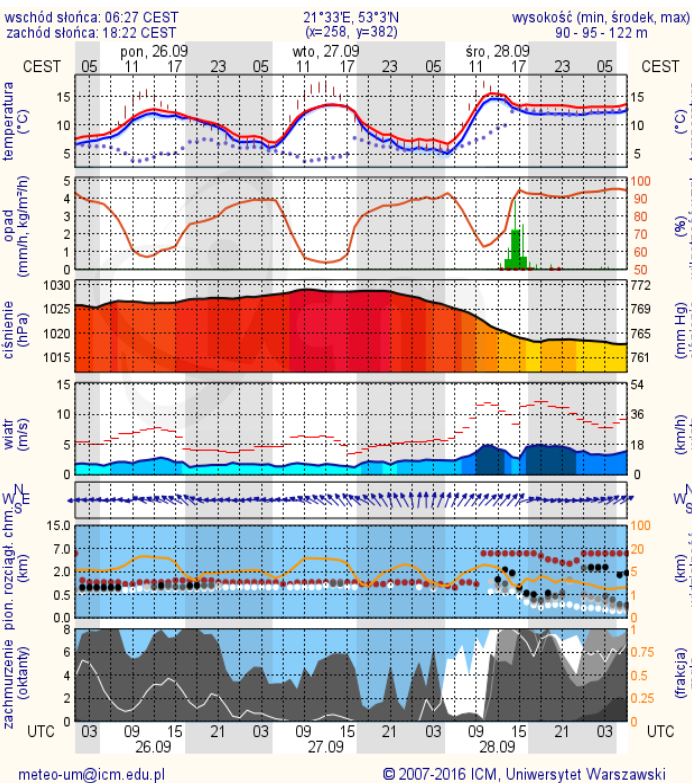 wschód słońca: 06:27 CEST 21°33'E, 53°3'N wysokość (min, środek, max)
zachód słońca: 18:22 CEST (x=258, y=382) 90 - 95 - 122 m
pon, 26.09 wto, 27.09 śro, 28.09
CEST 05 11 17 23 05 11 17 23 05 11 17 23 05 CEST
temperatura
(°C)
15
10
5
15
10
5
opad
(mm/h, kg/m²/h)
5
4
3
2
1
0
100
90
80
70
60
50
(%)
ciśnienie
(hPa)
1030
1025
1020
1015
772
769
765
761
(mm Hg)
wiatr
(m/s)
15
10
5
0
54
36
18
0
(km/h)
N
W E
S
N
W
S
pion. rozciągł. chm.
(km)
15.0
7.0
2.0
0.5
0.0
100
20
5
1
0
(km)
zachmurzenie
(oktanty)
8
6
4
2
0
1
0.75
0.5
0.25
0
(frakcja)
UTC 03 09 15 21 03 09 15 21 03 09 15 21 03 UTC
26.09 27.09 28.09
meteo-um@icm.edu.pl © 2007-2016 ICM, Uniwersytet Warszawski